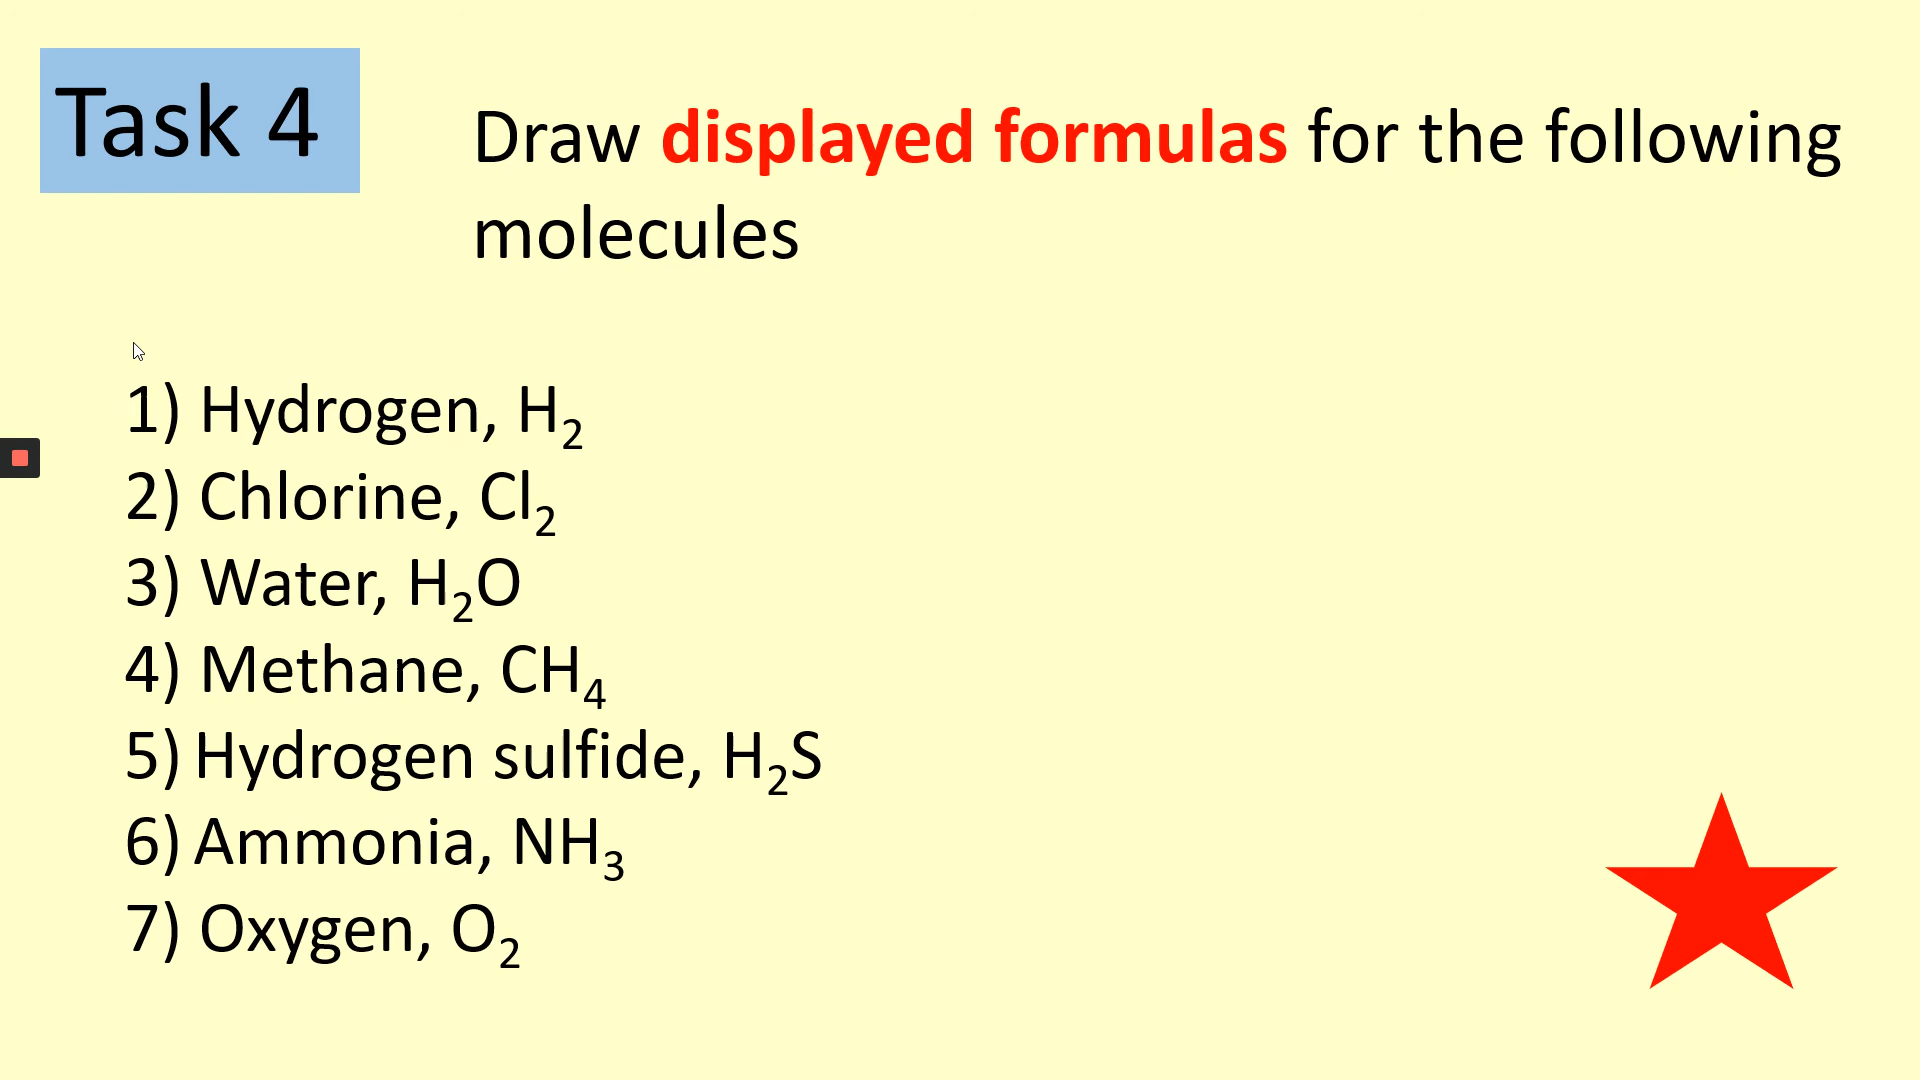 Task 4
Draw displayed formulas for the following
molecules
1) Hydrogen, H₂
2) Chlorine, Cl₂
3) Water, H₂O
4) Methane, CH₄
5) Hydrogen sulfide, H₂S
6) Ammonia, NH₃
7) Oxygen, O₂